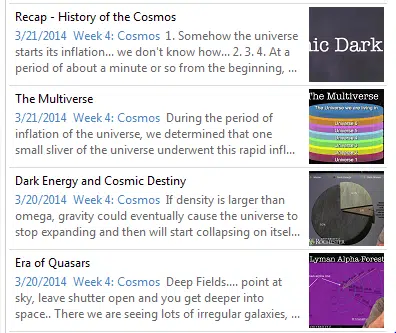 Recap - History of the Cosmos
3/21/2014 Week 4: Cosmos 1. Somehow the universe
starts its inflation... we don't know how... 2. 3. 4. At a
period of about a minute or so from the beginning, ...
nic Dark
The Multiverse
3/21/2014 Week 4: Cosmos During the period of
inflation of the universe, we determined that one
small sliver of the universe underwent this rapid infl...
The Multiverse
The Universe we are living in
Dark Energy and Cosmic Destiny
3/20/2014 Week 4: Cosmos If density is larger than
omega, gravity could eventually cause the universe to
stop expanding and then will start collapsing on itsel...
Era of Quasars
3/20/2014 Week 4: Cosmos Deep Fields.... point at
sky, leave shutter open and you get deeper into
space.. There we are seeing lots of irregular galaxies, ...
Lyman Alpha-Forest